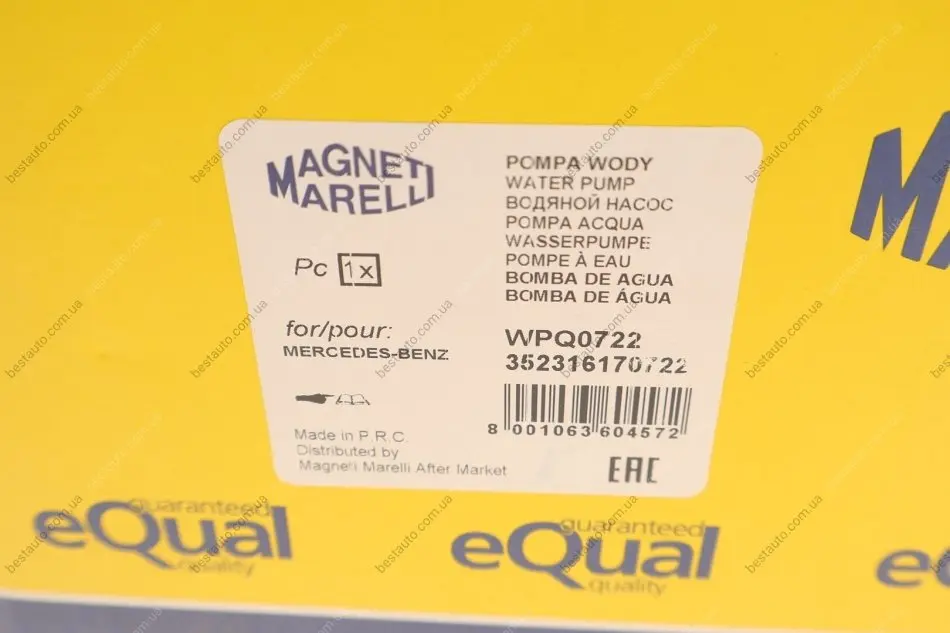 MAGNETI
MARELLI
Pc 1x
for/pour:
MERCEDES-BENZ
Made in P.R.C.
Distributed by
Magneti Marelli After Market
POMPA WODY
WATER PUMP
ВОДЯНОЙ НАСОС
POMPA ACQUA
WASSERPUMPE
POMPE À EAU
BOMBA DE AGUA
BOMBA DE ÁGUA
WPQ0722
352316170722
8 001063 604572
EAC
guaranteed
eQual
quality
guaranteed
eQual
quality
bestauto.com.ua